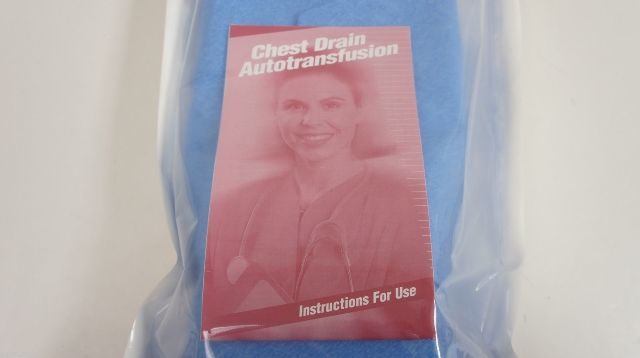 Chest Drain
Autotransfusion
Instructions For Use